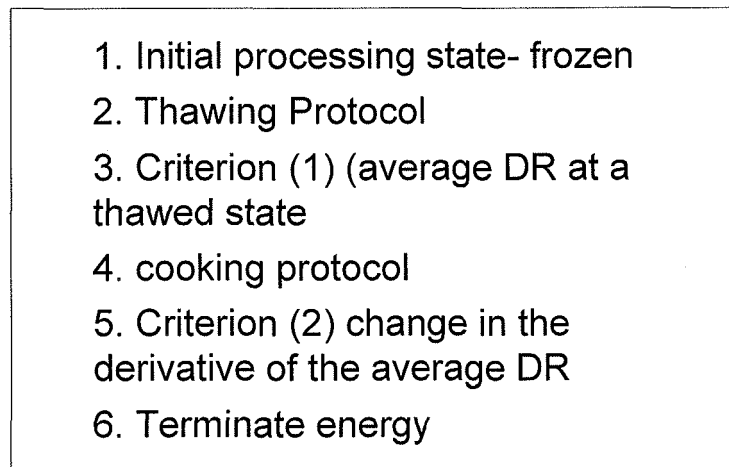 1. Initial processing state- frozen
2. Thawing Protocol
3. Criterion (1) (average DR at a
thawed state
4. cooking protocol
5. Criterion (2) change in the
derivative of the average DR
6. Terminate energy